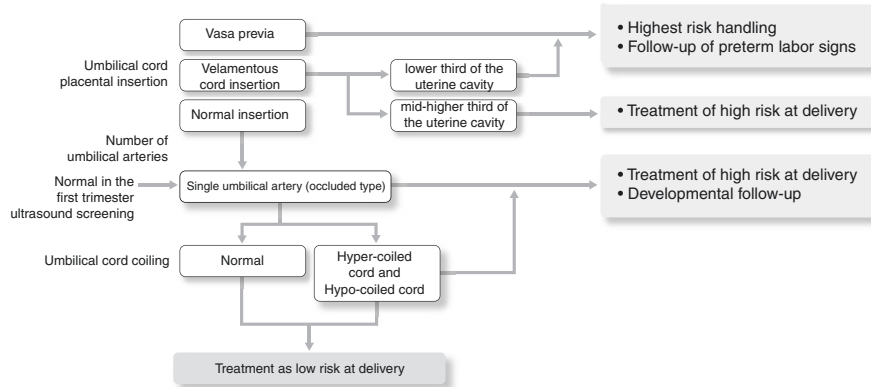 Vasa previa
• Highest risk handling
• Follow-up of preterm labor signs
Umbilical cord
placental insertion
Velamentous
cord insertion
lower third of the
uterine cavity
Normal insertion
mid-higher third of
the uterine cavity
• Treatment of high risk at delivery
Number of
umbilical arteries
Normal in the
first trimester
ultrasound screening
Single umbilical artery (occluded type)
• Treatment of high risk at delivery
• Developmental follow-up
Umbilical cord coiling
Normal
Hyper-coiled
cord and
Hypo-coiled cord
Treatment as low risk at delivery